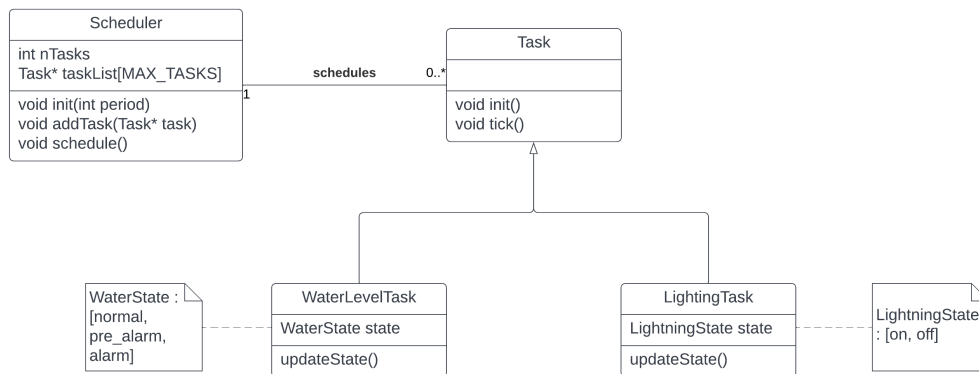 Scheduler
int nTasks
Task* taskList[MAX_TASKS]
void init(int period)
void addTask(Task* task)
void schedule()
schedules
0..*
1
Task
void init()
void tick()
WaterState :
[normal,
pre_alarm,
alarm]
WaterLevelTask
WaterState state
updateState()
LightingTask
LightningState state
updateState()
LightningState
: [on, off]